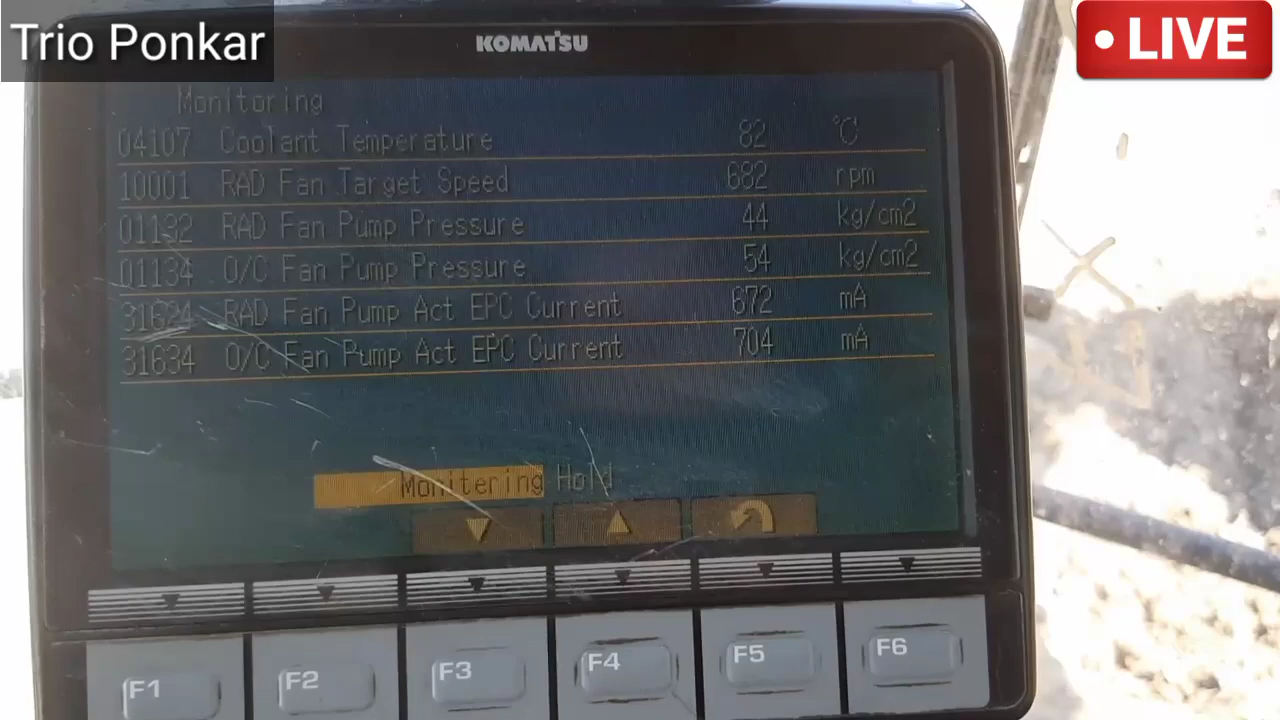 Trio Ponkar
LIVE
KOMATSU
Monitoring
04107 Coolant Temperature 82 ℃
10001 RAD Fan Target Speed 682 rpm
01132 RAD Fan Pump Pressure 44 kg/cm2
01134 O/C Fan Pump Pressure 54 kg/cm2
31624 RAD Fan Pump Act EPC Current 672 mA
31634 O/C Fan Pump Act EPC Current 704 mA
Monitering Hold
F1 F2 F3 F4 F5 F6